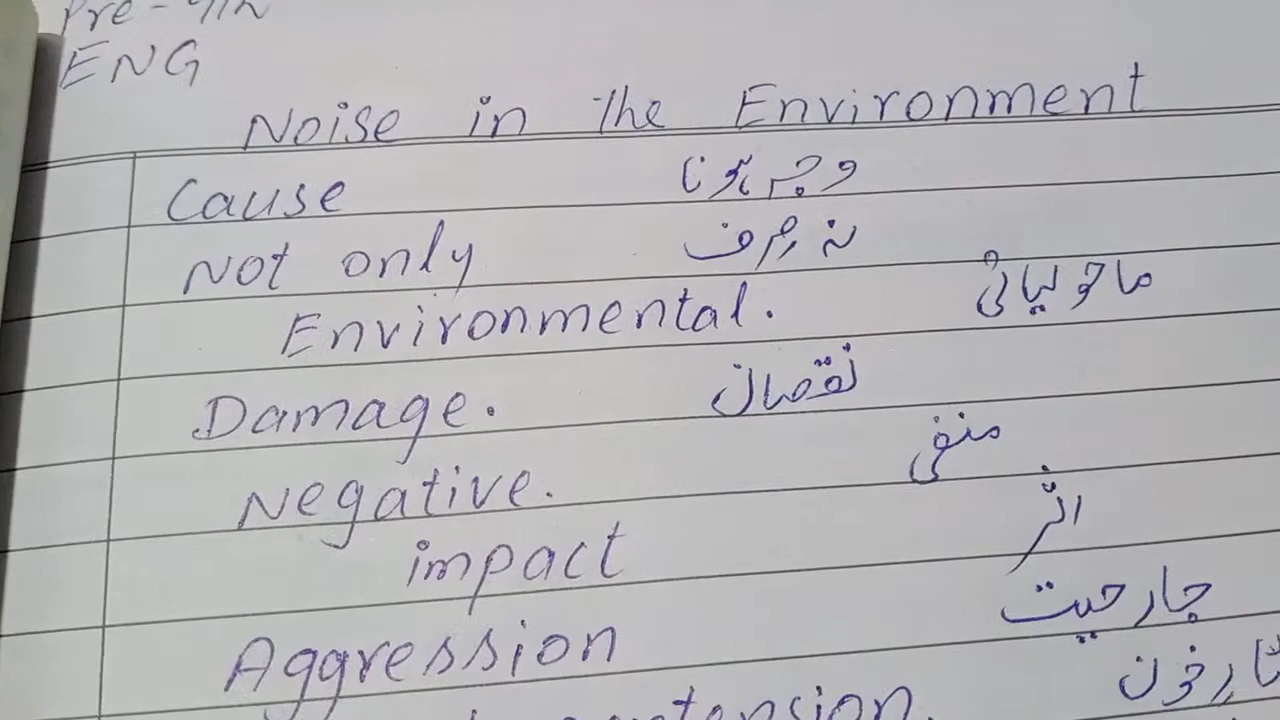 ENG
Noise in the Environment
Cause وجہ ہونا
Not only نہ صرف
Environmental. ماحولیاتی
Damage. نقصان
Negative. منفی
impact اثر
Aggression جارحیت